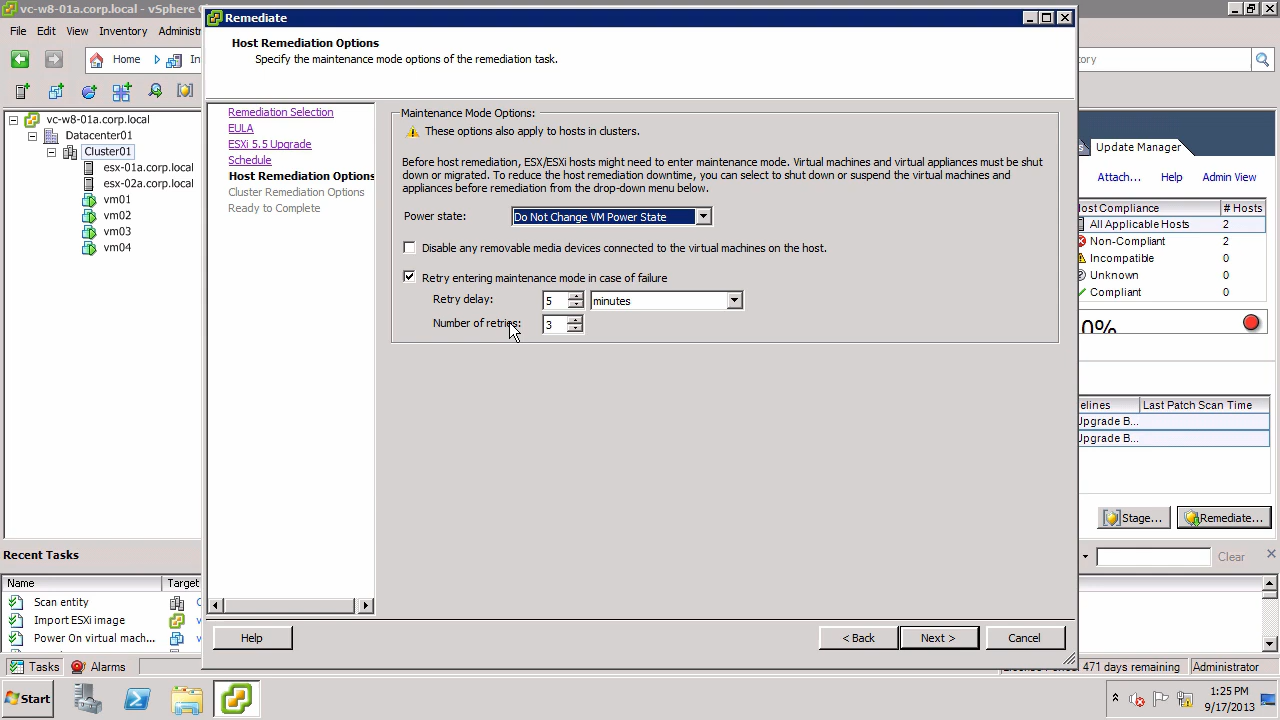 vc-w8-01a.corp.local - vSphere C
Remediate
File Edit View Inventory Administ
Host Remediation Options
Specify the maintenance mode options of the remediation task.
Home In
tory
vc-w8-01a.corp.local
Datacenter01
Cluster01
esx-01a.corp.local
esx-02a.corp.local
vm01
vm02
vm03
vm04
Remediation Selection
EULA
ESXi 5.5 Upgrade
Schedule
Host Remediation Options
Cluster Remediation Options
Ready to Complete
Maintenance Mode Options:
These options also apply to hosts in clusters.
Before host remediation, ESX/ESXi hosts might need to enter maintenance mode. Virtual machines and virtual appliances must be shut
down or migrated. To reduce the host remediation downtime, you can select to shut down or suspend the virtual machines and
appliances before remediation from the drop-down menu below.
Power state: Do Not Change VM Power State
Disable any removable media devices connected to the virtual machines on the host.
Retry entering maintenance mode in case of failure
Retry delay: 5 minutes
Number of retries: 3
s Update Manager
Attach... Help Admin View
Host Compliance # Hosts
All Applicable Hosts 2
Non-Compliant 2
Incompatible 0
Unknown 0
Compliant 0
0%
elines Last Patch Scan Time
Upgrade B...
Upgrade B...
Stage... Remediate...
Recent Tasks
Clear
Name Target
Scan entity C
Import ESXi image v
Power On virtual mach... v
Help < Back Next > Cancel
Tasks Alarms
471 days remaining Administrator
Start
1:25 PM
9/17/2013